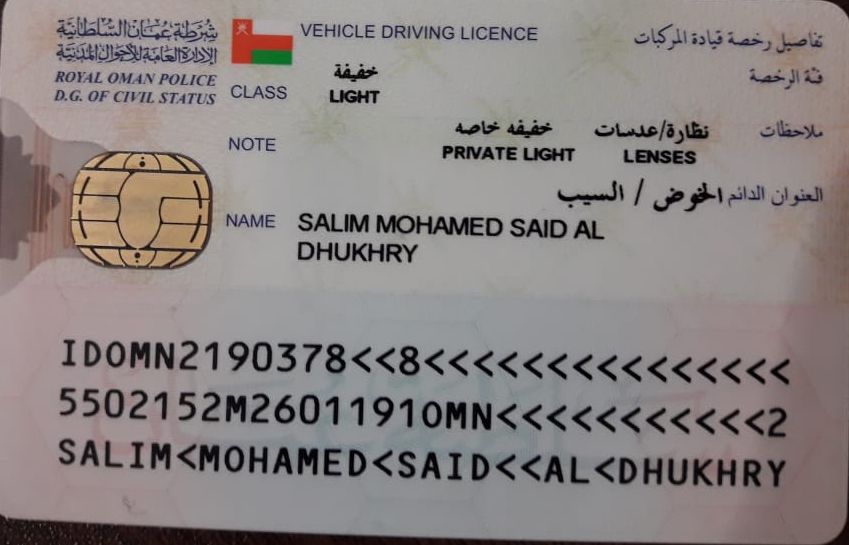 شرطة عمان السلطانية
الإدارة العامة للأحوال المدنية
ROYAL OMAN POLICE
D.G. OF CIVIL STATUS
VEHICLE DRIVING LICENCE تفاصيل رخصة قيادة المركبات
خفيفة فئة الرخصة
CLASS LIGHT
ملاحظات نظارة/عدسات خفيفه خاصه
NOTE PRIVATE LIGHT LENSES
العنوان الدائم الخوض / السيب
NAME SALIM MOHAMED SAID AL
DHUKHRY
IDOMN2190378<<8<<<<<<<<<<<<<<<
5502152M2601191OMN<<<<<<<<<<<2
SALIM<MOHAMED<SAID<<AL<DHUKHRY